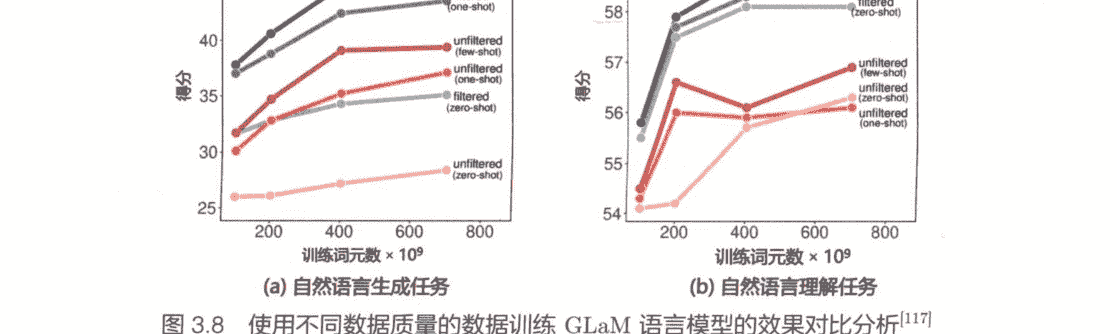 (one-shot)
40
unfiltered
(few-shot)
unfiltered
(one-shot)
35
filtered
(zero-shot)
30
unfiltered
(zero-shot)
25
得分
200 400 600 800
训练词元数 × 10⁹
(a) 自然语言生成任务
58
filtered
(zero-shot)
57
unfiltered
(few-shot)
unfiltered
(zero-shot)
56
unfiltered
(one-shot)
55
54
得分
200 400 600 800
训练词元数 × 10⁹
(b) 自然语言理解任务
图 3.8 使用不同数据质量的数据训练 GLaM 语言模型的效果对比分析[117]